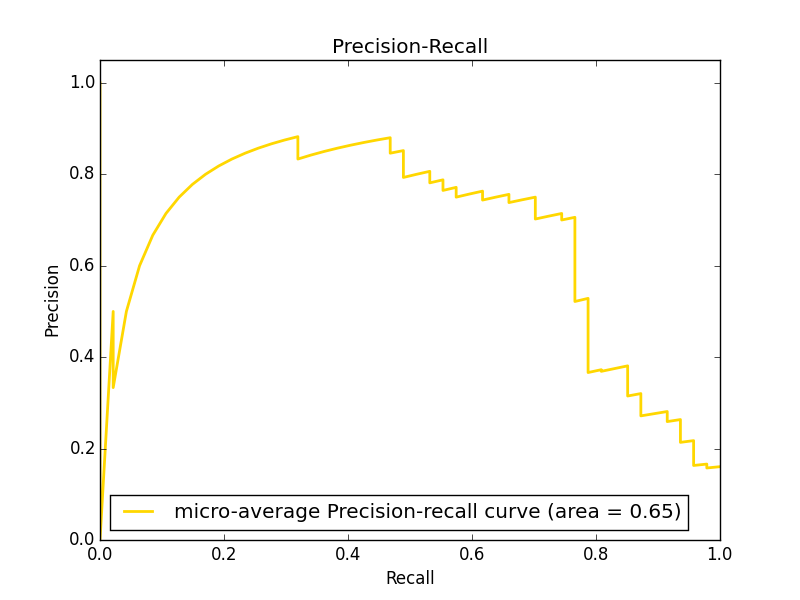 Precision-Recall
1.0
0.8
0.6
0.4
0.2
0.0
Precision
micro-average Precision-recall curve (area = 0.65)
0.0 0.2 0.4 0.6 0.8 1.0
Recall